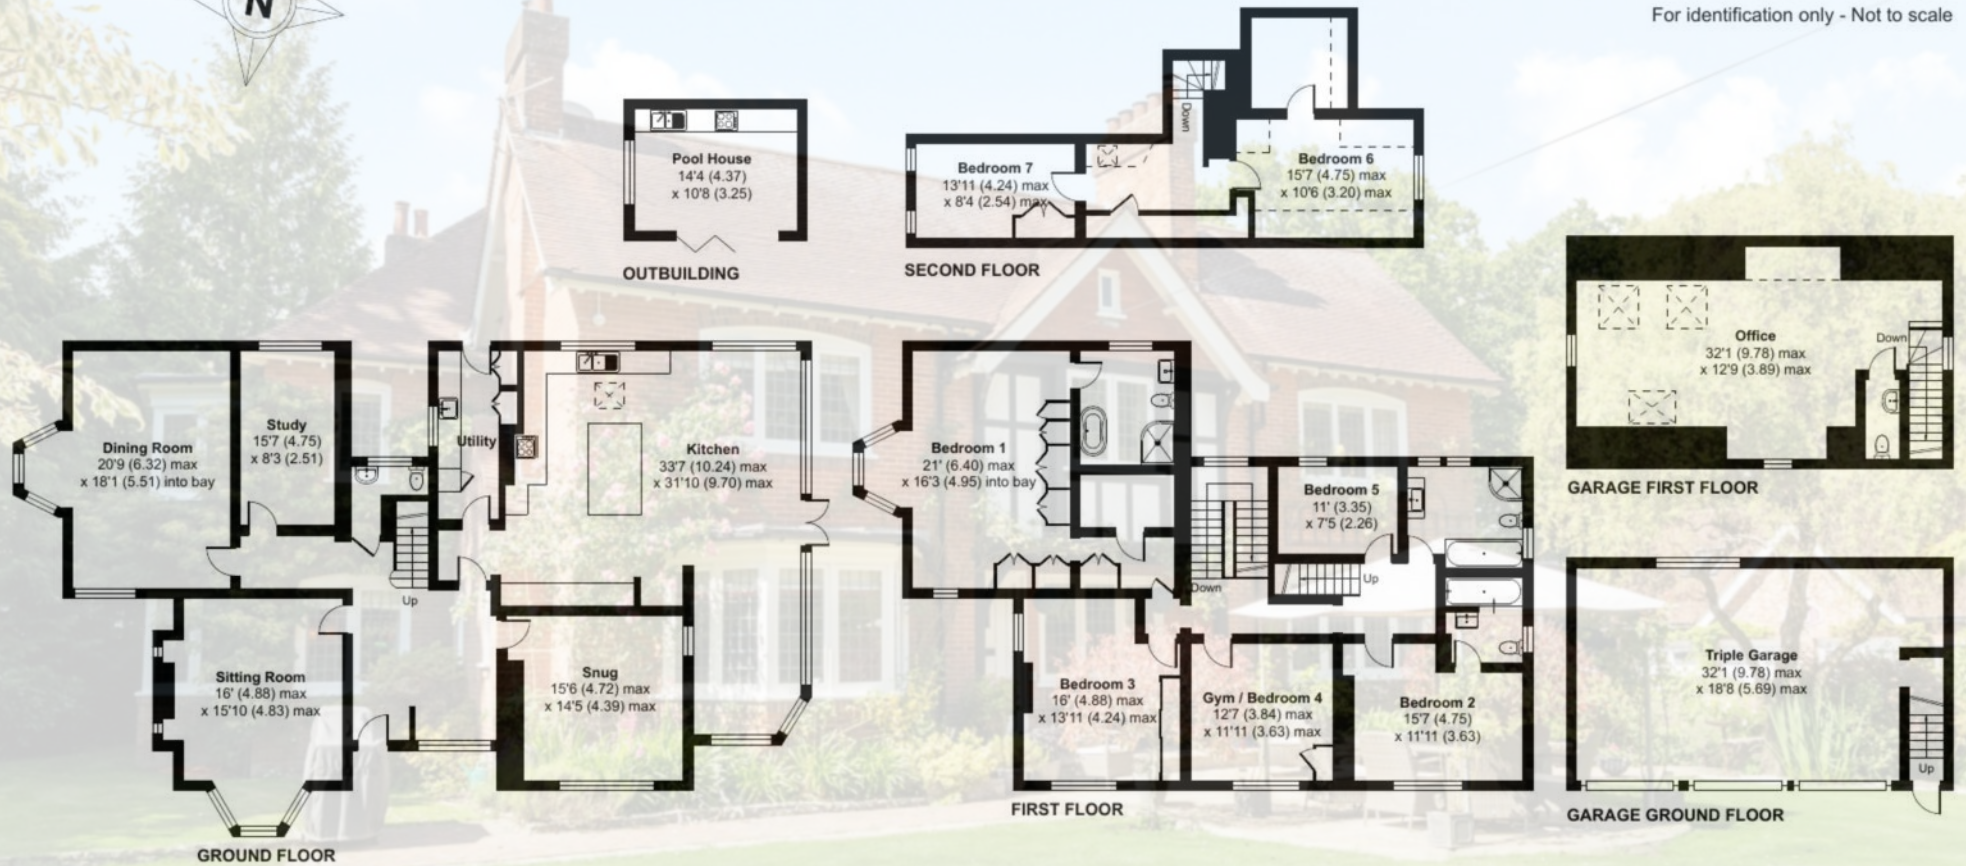 N
For identification only - Not to scale
Pool House
14'4 (4.37)
x 10'8 (3.25)
OUTBUILDING
Bedroom 7
13'11 (4.24) max
x 8'4 (2.54) max
Down
Bedroom 6
15'7 (4.75) max
x 10'6 (3.20) max
SECOND FLOOR
Office
32'1 (9.78) max
x 12'9 (3.89) max
Down
GARAGE FIRST FLOOR
Dining Room
20'9 (6.32) max
x 18'1 (5.51) into bay
Study
15'7 (4.75)
x 8'3 (2.51)
Utility
Kitchen
33'7 (10.24) max
x 31'10 (9.70) max
Up
Sitting Room
16' (4.88) max
x 15'10 (4.83) max
Snug
15'6 (4.72) max
x 14'5 (4.39) max
GROUND FLOOR
Bedroom 1
21' (6.40) max
x 16'3 (4.95) into bay
Bedroom 5
11' (3.35)
x 7'5 (2.26)
Down
Up
Bedroom 3
16' (4.88) max
x 13'11 (4.24) max
Gym / Bedroom 4
12'7 (3.84) max
x 11'11 (3.63) max
Bedroom 2
15'7 (4.75)
x 11'11 (3.63)
FIRST FLOOR
Triple Garage
32'1 (9.78) max
x 18'8 (5.69) max
Up
GARAGE GROUND FLOOR